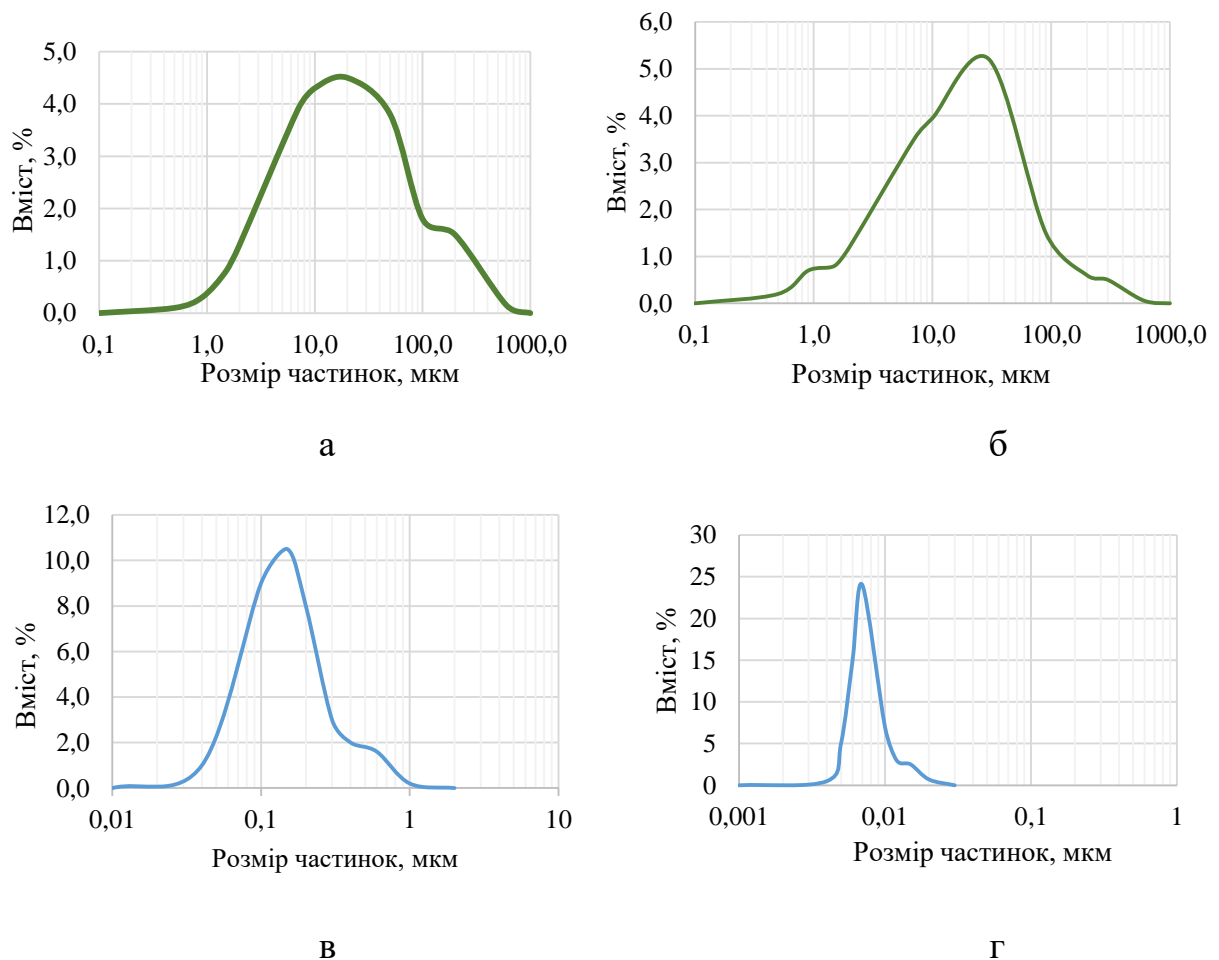 5,0
4,0
3,0
2,0
1,0
0,0
Вміст, %
0,1 1,0 10,0 100,0 1000,0
Розмір частинок, мкм
а
6,0
5,0
4,0
3,0
2,0
1,0
0,0
Вміст, %
0,1 1,0 10,0 100,0 1000,0
Розмір частинок, мкм
б
12,0
10,0
8,0
6,0
4,0
2,0
0,0
Вміст, %
0,01 0,1 1 10
Розмір частинок, мкм
в
30
25
20
15
10
5
0
Вміст, %
0,001 0,01 0,1 1
Розмір частинок, мкм
г